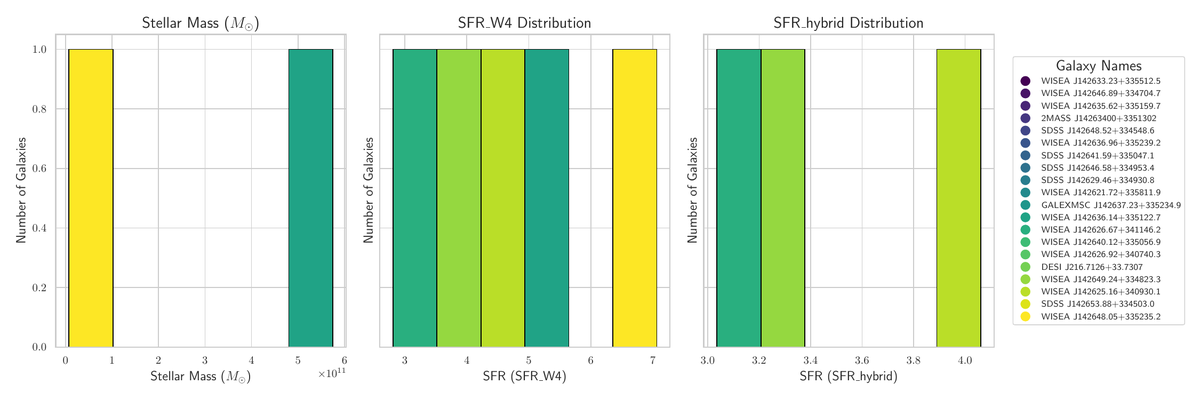 Stellar Mass (M⊙)
SFR_W4 Distribution
SFR_hybrid Distribution
Number of Galaxies
1.0
0.8
0.6
0.4
0.2
0.0
0 1 2 3 4 5 6
×10¹¹
Stellar Mass (M⊙)
Number of Galaxies
3 4 5 6 7
SFR (SFR_W4)
Number of Galaxies
3.0 3.2 3.4 3.6 3.8 4.0
SFR (SFR_hybrid)
Galaxy Names
WISEA J142633.23+335512.5
WISEA J142646.89+334704.7
WISEA J142635.62+335159.7
2MASS J14263400+3351302
SDSS J142648.52+334548.6
WISEA J142636.96+335239.2
SDSS J142641.59+335047.1
SDSS J142646.58+334953.4
SDSS J142629.46+334930.8
WISEA J142621.72+335811.9
GALEXMSC J142637.23+335234.9
WISEA J142636.14+335122.7
WISEA J142626.67+341146.2
WISEA J142640.12+335056.9
WISEA J142626.92+340740.3
DESI J216.7126+33.7307
WISEA J142649.24+334823.3
WISEA J142625.16+340930.1
SDSS J142653.88+334503.0
WISEA J142648.05+335235.2